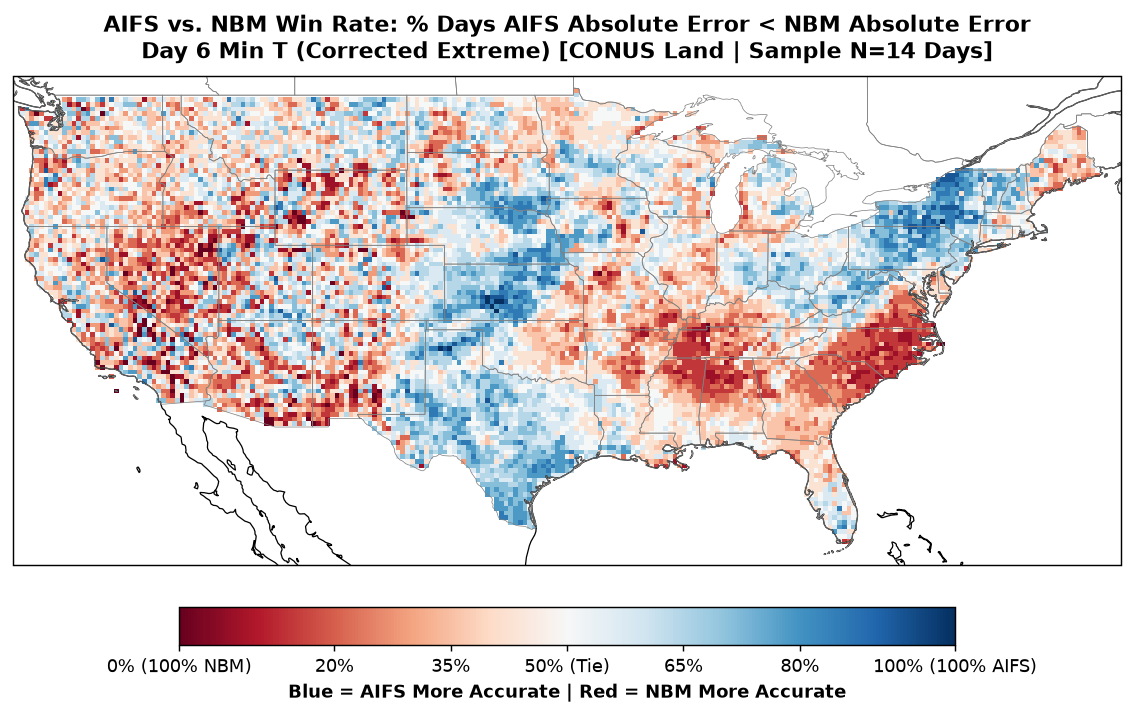 AIFS vs. NBM Win Rate: % Days AIFS Absolute Error < NBM Absolute Error
Day 6 Min T (Corrected Extreme) [CONUS Land | Sample N=14 Days]
0% (100% NBM) 20% 35% 50% (Tie) 65% 80% 100% (100% AIFS)
Blue = AIFS More Accurate | Red = NBM More Accurate